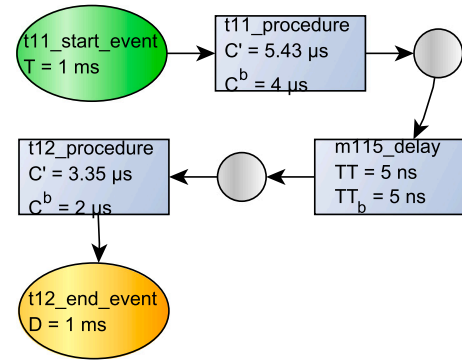 t11_start_event
T = 1 ms
t11_procedure
C' = 5.43 µs
C^b = 4 µs
t12_procedure
C' = 3.35 µs
C^b = 2 µs
m115_delay
TT = 5 ns
TT_b = 5 ns
t12_end_event
D = 1 ms